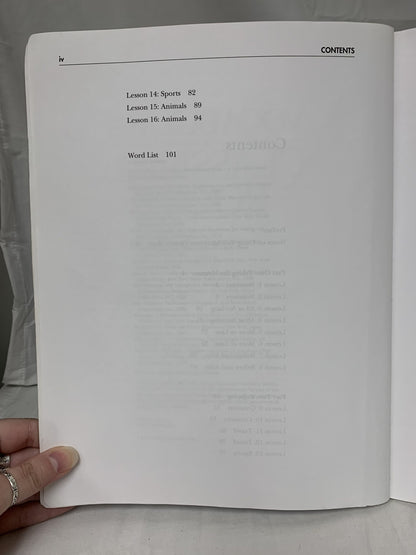 iv CONTENTS
Lesson 14: Sports 82
Lesson 15: Animals 89
Lesson 16: Animals 94
Word List 101